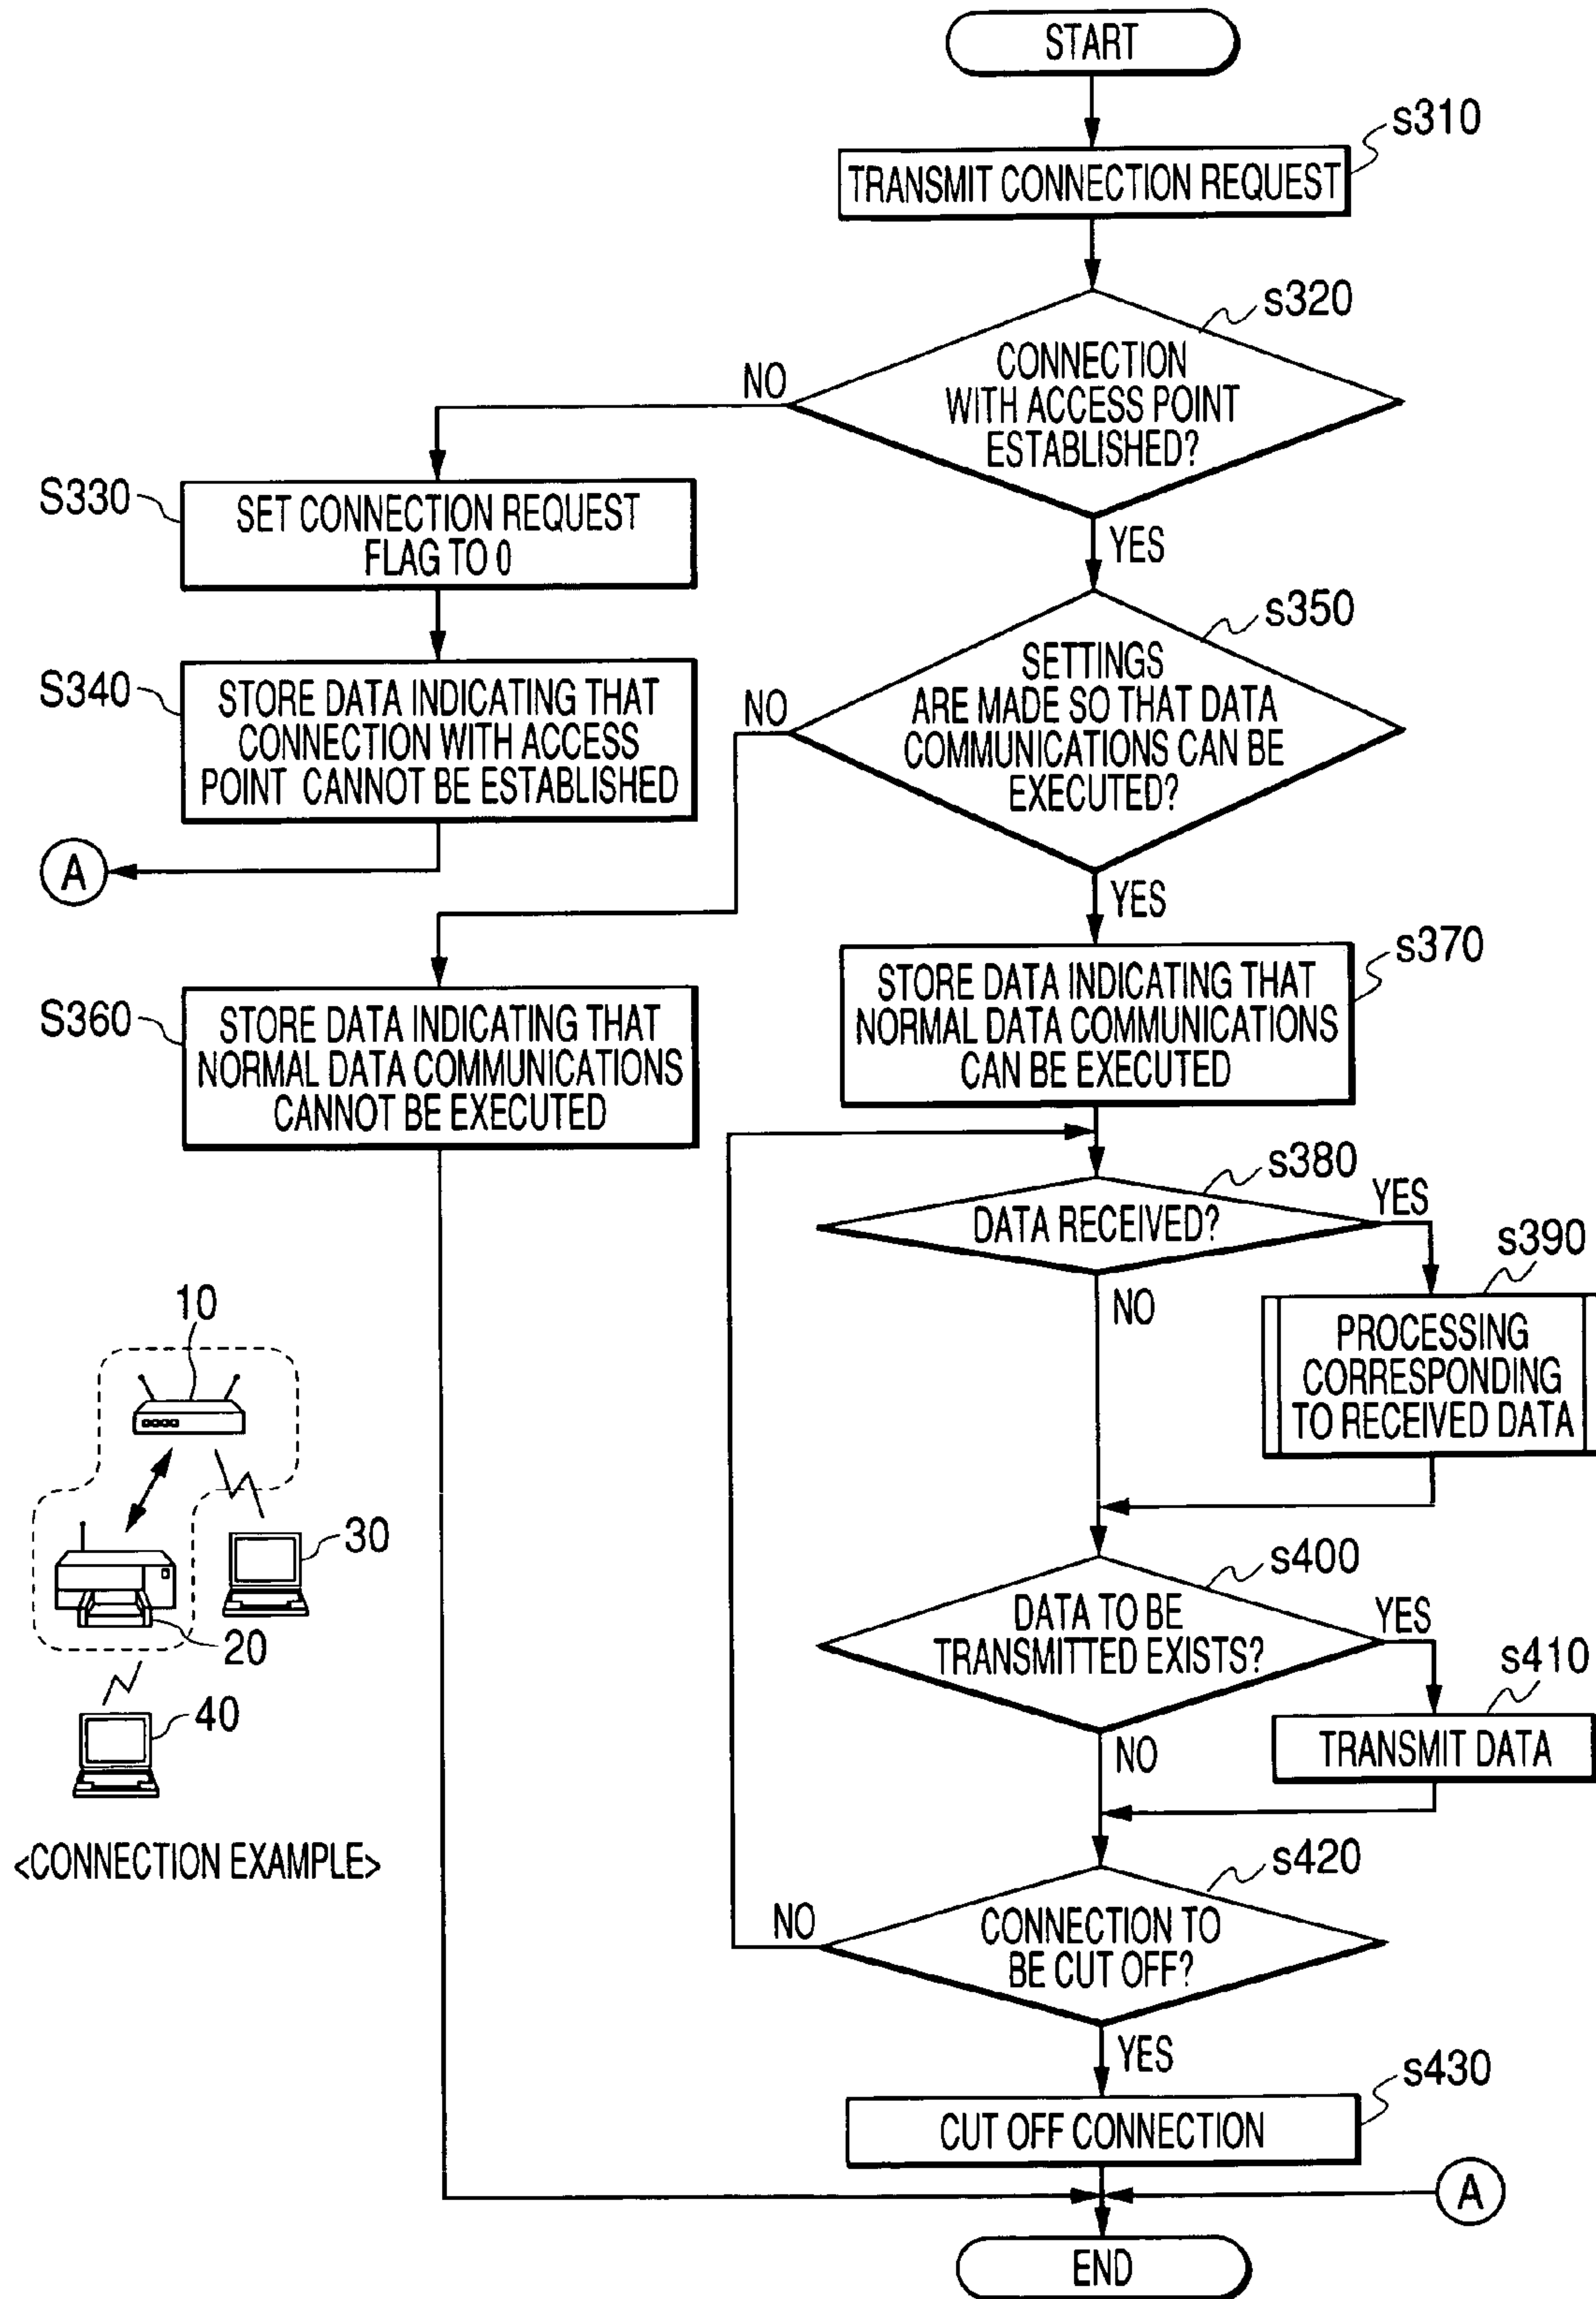 START
s310
TRANSMIT CONNECTION REQUEST
s320
CONNECTION
WITH ACCESS POINT
ESTABLISHED?
NO
YES
S330
SET CONNECTION REQUEST
FLAG TO 0
S340
STORE DATA INDICATING THAT
CONNECTION WITH ACCESS
POINT CANNOT BE ESTABLISHED
A
s350
SETTINGS
ARE MADE SO THAT DATA
COMMUNICATIONS CAN BE
EXECUTED?
NO
YES
S360
STORE DATA INDICATING THAT
NORMAL DATA COMMUNICATIONS
CANNOT BE EXECUTED
s370
STORE DATA INDICATING THAT
NORMAL DATA COMMUNICATIONS
CAN BE EXECUTED
s380
DATA RECEIVED?
YES
NO
s390
PROCESSING
CORRESPONDING
TO RECEIVED DATA
s400
DATA TO BE
TRANSMITTED EXISTS?
YES
NO
s410
TRANSMIT DATA
s420
CONNECTION TO
BE CUT OFF?
NO
YES
s430
CUT OFF CONNECTION
A
END
10
30
20
40
<CONNECTION EXAMPLE>